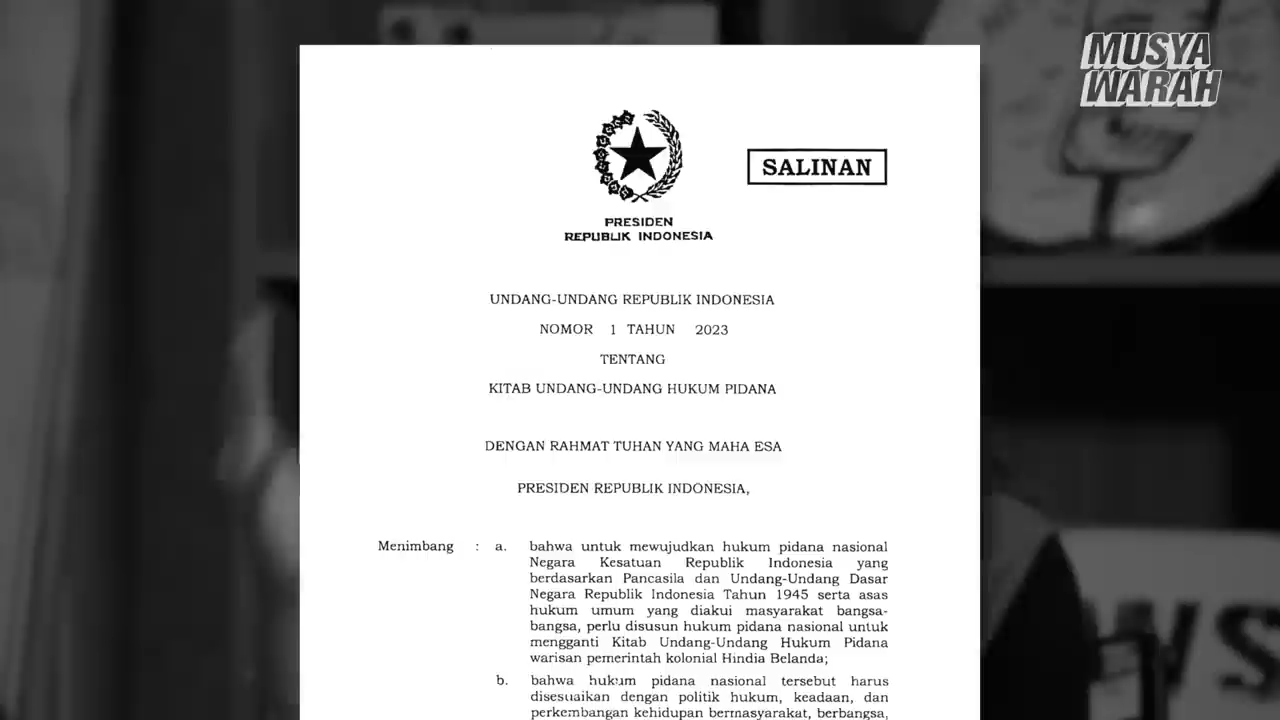 MUSYA
WARAH
SALINAN
PRESIDEN
REPUBLIK INDONESIA
UNDANG-UNDANG REPUBLIK INDONESIA
NOMOR 1 TAHUN 2023
TENTANG
KITAB UNDANG-UNDANG HUKUM PIDANA
DENGAN RAHMAT TUHAN YANG MAHA ESA
PRESIDEN REPUBLIK INDONESIA,
Menimbang : a. bahwa untuk mewujudkan hukum pidana nasional
Negara Kesatuan Republik Indonesia yang
berdasarkan Pancasila dan Undang-Undang Dasar
Negara Republik Indonesia Tahun 1945 serta asas
hukum umum yang diakui masyarakat bangsa-
bangsa, perlu disusun hukum pidana nasional untuk
mengganti Kitab Undang-Undang Hukum Pidana
warisan pemerintah kolonial Hindia Belanda;
b. bahwa hukum pidana nasional tersebut harus
disesuaikan dengan politik hukum, keadaan, dan
perkembangan kehidupan bermasyarakat, berbangsa,